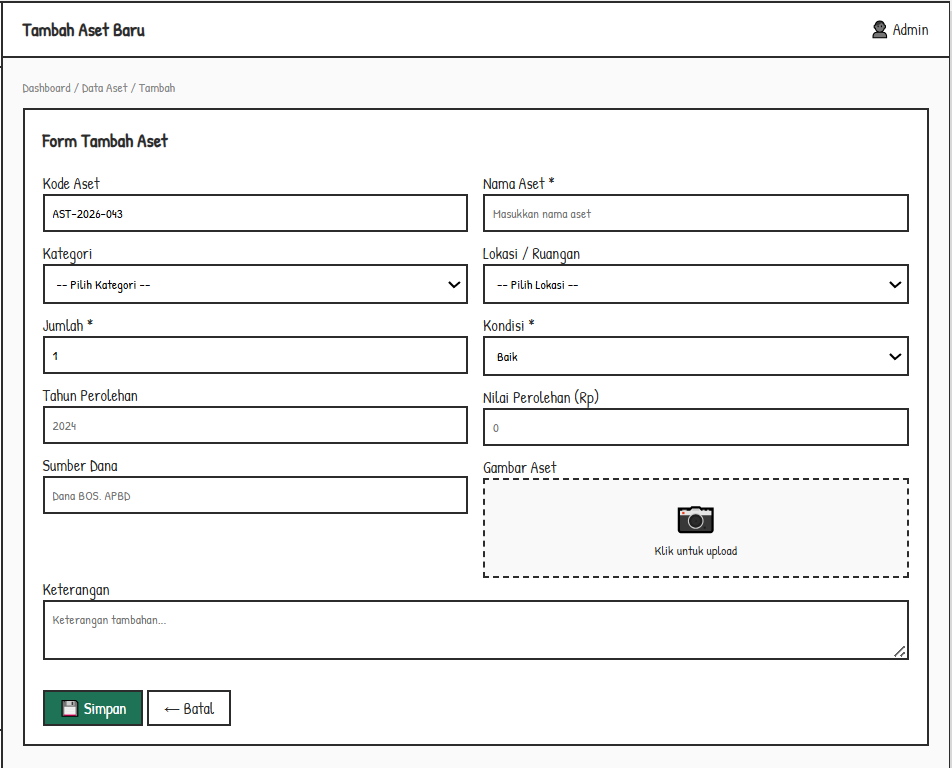 Tambah Aset Baru
Admin
Dashboard / Data Aset / Tambah
Form Tambah Aset
Kode Aset
AST-2026-043
Nama Aset *
Masukkan nama aset
Kategori
-- Pilih Kategori --
Lokasi / Ruangan
-- Pilih Lokasi --
Jumlah *
1
Kondisi *
Baik
Tahun Perolehan
2024
Nilai Perolehan (Rp)
0
Sumber Dana
Dana BOS. APBD
Gambar Aset
Klik untuk upload
Keterangan
Keterangan tambahan...
Simpan
← Batal